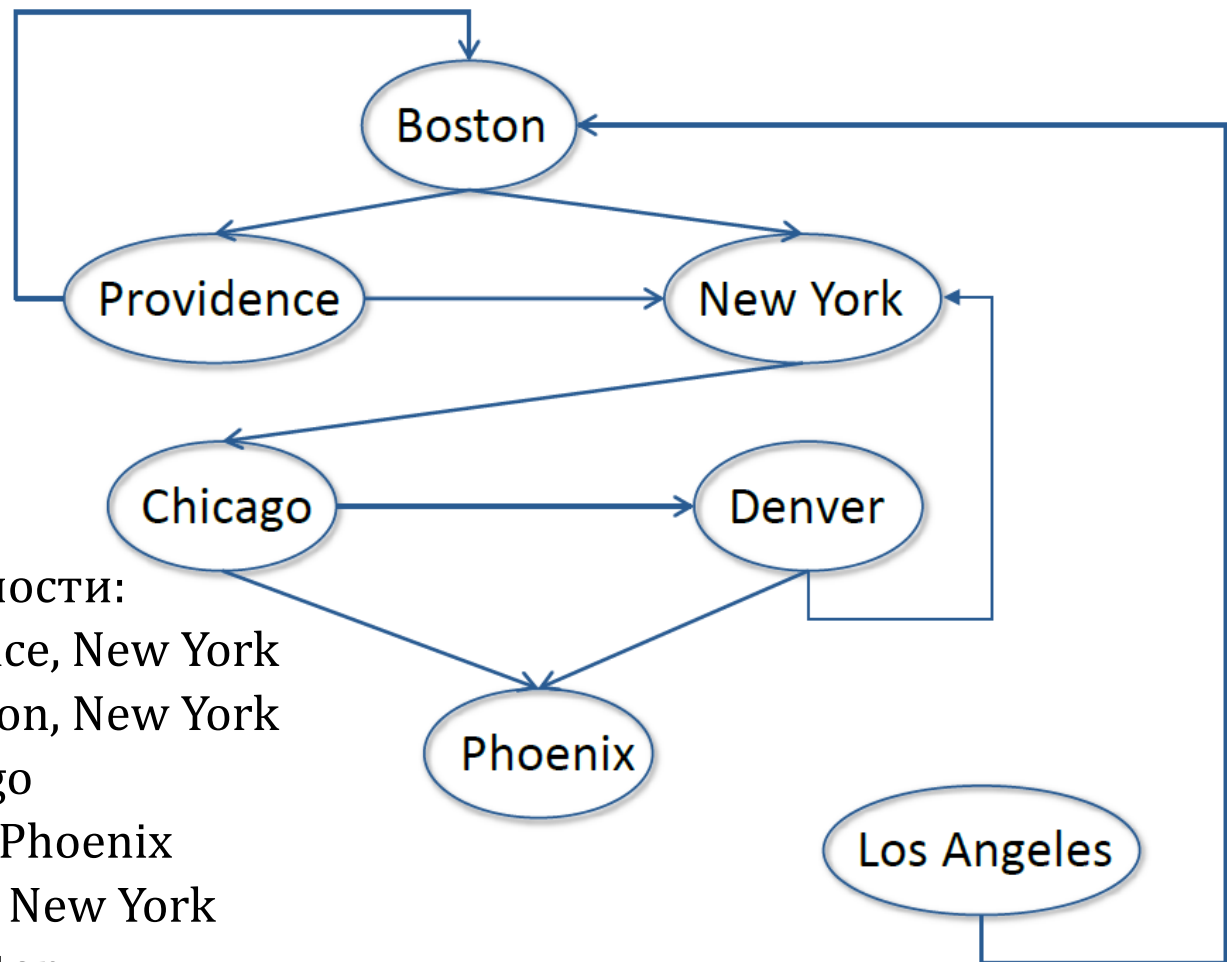 Boston
Providence
New York
Chicago
Denver
Phoenix
Los Angeles
ности:
ce, New York
on, New York
go
Phoenix
New York